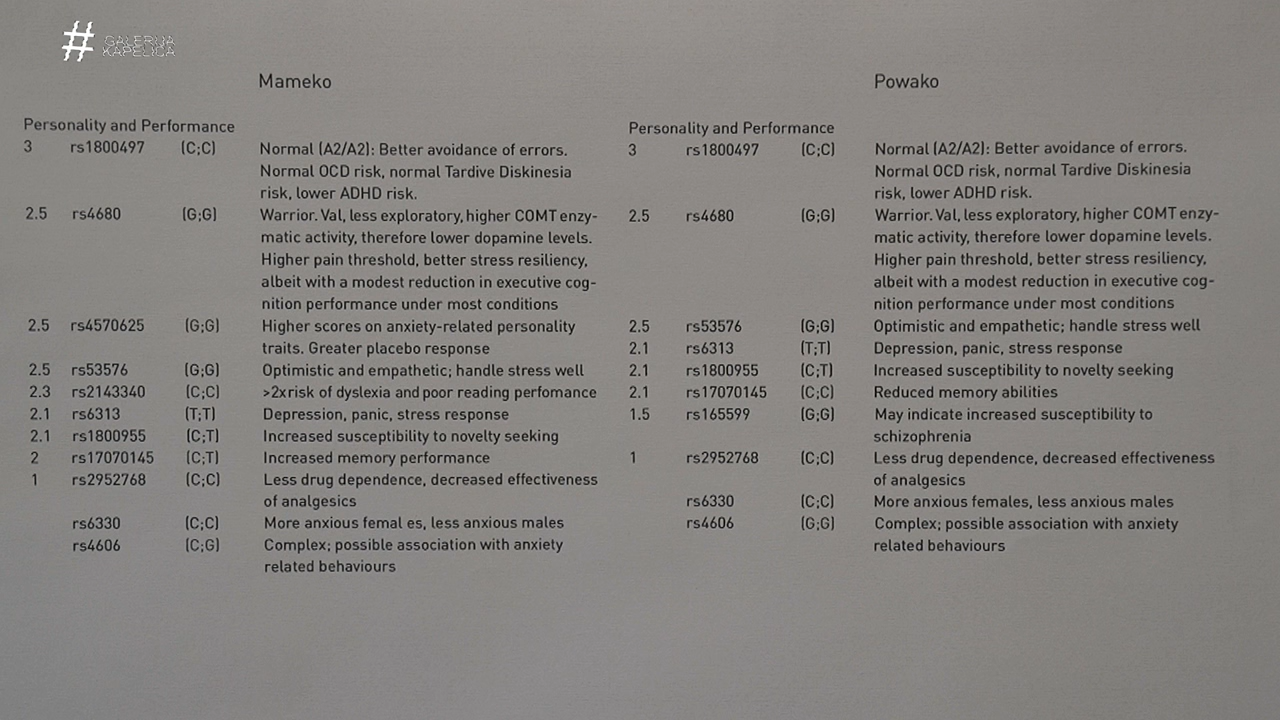 #
GALERIJA
KAPELICA
Mameko
Personality and Performance
3 rs1800497 (C;C) Normal (A2/A2): Better avoidance of errors.
Normal OCD risk, normal Tardive Diskinesia
risk, lower ADHD risk.
2.5 rs4680 (G;G) Warrior. Val, less exploratory, higher COMT enzy-
matic activity, therefore lower dopamine levels.
Higher pain threshold, better stress resiliency,
albeit with a modest reduction in executive cog-
nition performance under most conditions
2.5 rs4570625 (G;G) Higher scores on anxiety-related personality
traits. Greater placebo response
2.5 rs53576 (G;G) Optimistic and empathetic; handle stress well
2.3 rs2143340 (C;C) >2xrisk of dyslexia and poor reading perfomance
2.1 rs6313 (T;T) Depression, panic, stress response
2.1 rs1800955 (C;T) Increased susceptibility to novelty seeking
2 rs17070145 (C;T) Increased memory performance
1 rs2952768 (C;C) Less drug dependence, decreased effectiveness
of analgesics
rs6330 (C;C) More anxious femal es, less anxious males
rs4606 (C;G) Complex; possible association with anxiety
related behaviours
Powako
Personality and Performance
3 rs1800497 (C;C) Normal (A2/A2): Better avoidance of errors.
Normal OCD risk, normal Tardive Diskinesia
risk, lower ADHD risk.
2.5 rs4680 (G;G) Warrior. Val, less exploratory, higher COMT enzy-
matic activity, therefore lower dopamine levels.
Higher pain threshold, better stress resiliency,
albeit with a modest reduction in executive cog-
nition performance under most conditions
2.5 rs53576 (G;G) Optimistic and empathetic; handle stress well
2.1 rs6313 (T;T) Depression, panic, stress response
2.1 rs1800955 (C;T) Increased susceptibility to novelty seeking
2.1 rs17070145 (C;C) Reduced memory abilities
1.5 rs165599 (G;G) May indicate increased susceptibility to
schizophrenia
1 rs2952768 (C;C) Less drug dependence, decreased effectiveness
of analgesics
rs6330 (C;C) More anxious females, less anxious males
rs4606 (G;G) Complex; possible association with anxiety
related behaviours